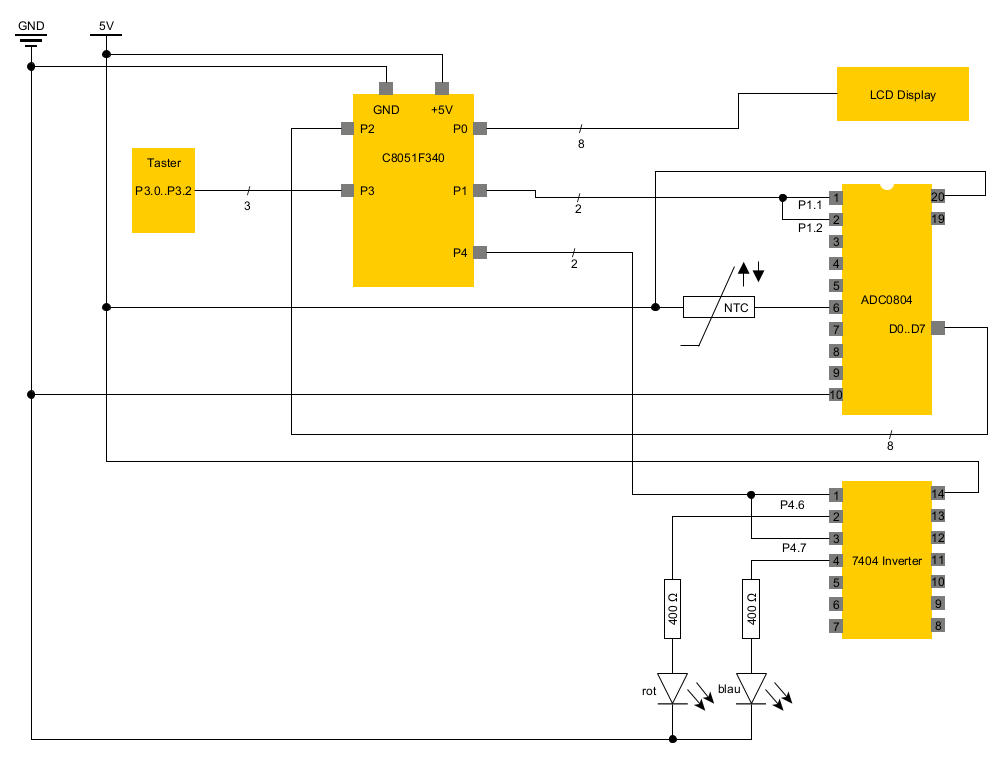 GND
5V
GND
+5V
P2
P0
C8051F340
P3
P1
P4
Taster
P3.0..P3.2
3
8
2
2
LCD Display
P1.1
P1.2
1
2
3
4
5
6
7
8
9
10
20
19
ADC0804
D0..D7
NTC
8
P4.6
P4.7
1
2
3
4
5
6
7
14
13
12
11
10
9
8
7404 Inverter
400 Ω
400 Ω
rot
blau